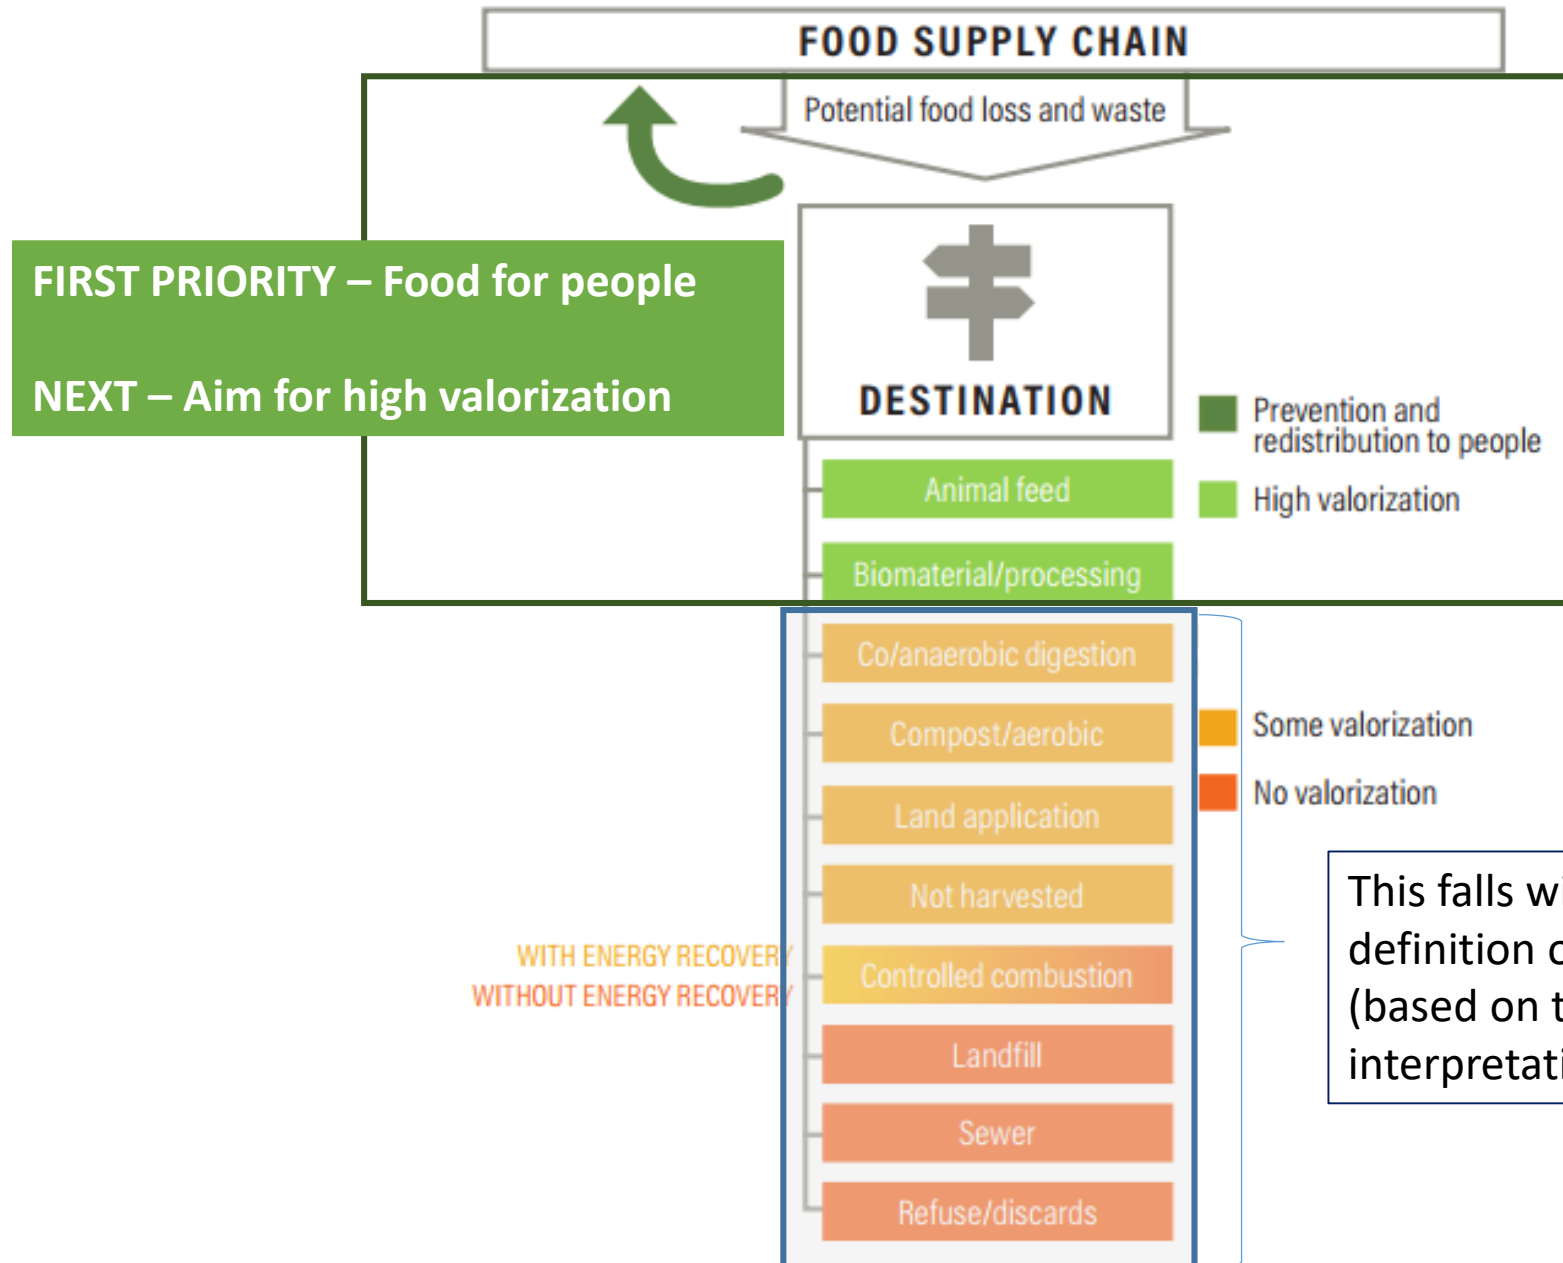 FOOD SUPPLY CHAIN
Potential food loss and waste
FIRST PRIORITY – Food for people
NEXT – Aim for high valorization
DESTINATION
Prevention and
redistribution to people
High valorization
Animal feed
Biomaterial/processing
Co/anaerobic digestion
Compost/aerobic
Land application
Not harvested
Some valorization
No valorization
WITH ENERGY RECOVERY
WITHOUT ENERGY RECOVERY
Controlled combustion
Landfill
Sewer
Refuse/discards
This falls
definition
(based on